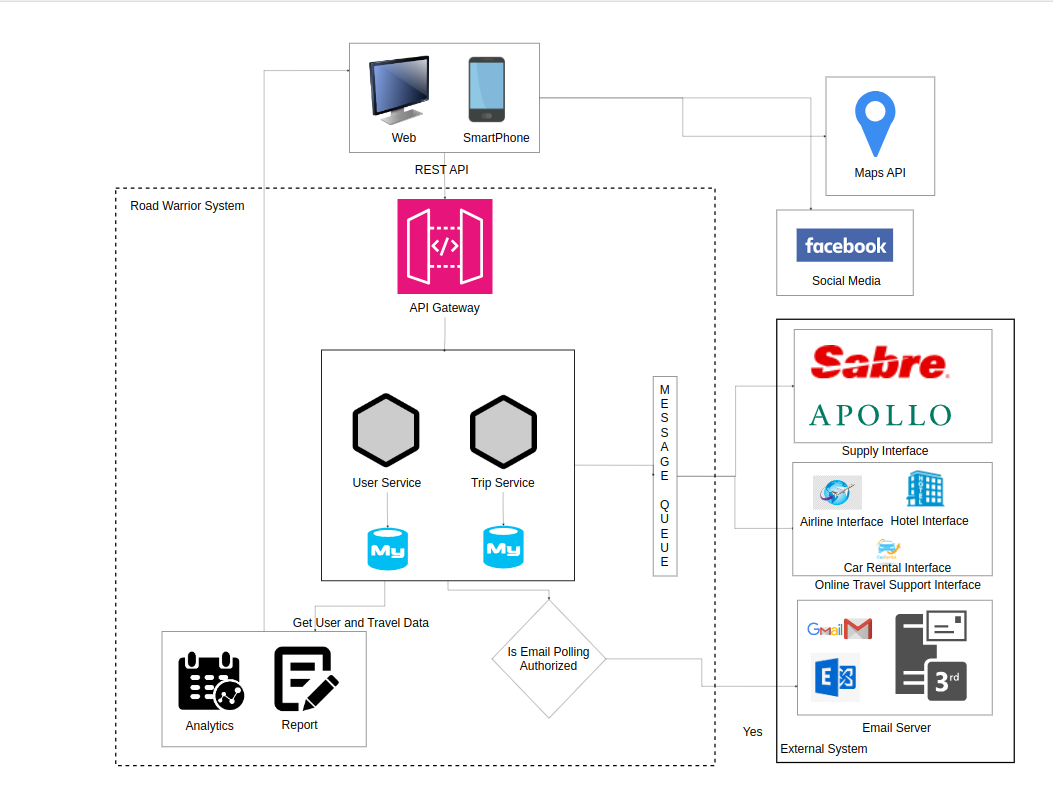 Web
SmartPhone
REST API
Maps API
Road Warrior System
</>
API Gateway
facebook
Social Media
Sabre
APOLLO
Supply Interface
M
E
S
S
A
G
E
Q
U
E
U
E
User Service
Trip Service
My
My
Airline Interface
Hotel Interface
Car Rental Interface
Online Travel Support Interface
Get User and Travel Data
Is Email Polling
Authorized
Gmail
3rd
Analytics
Report
Email Server
Yes
External System